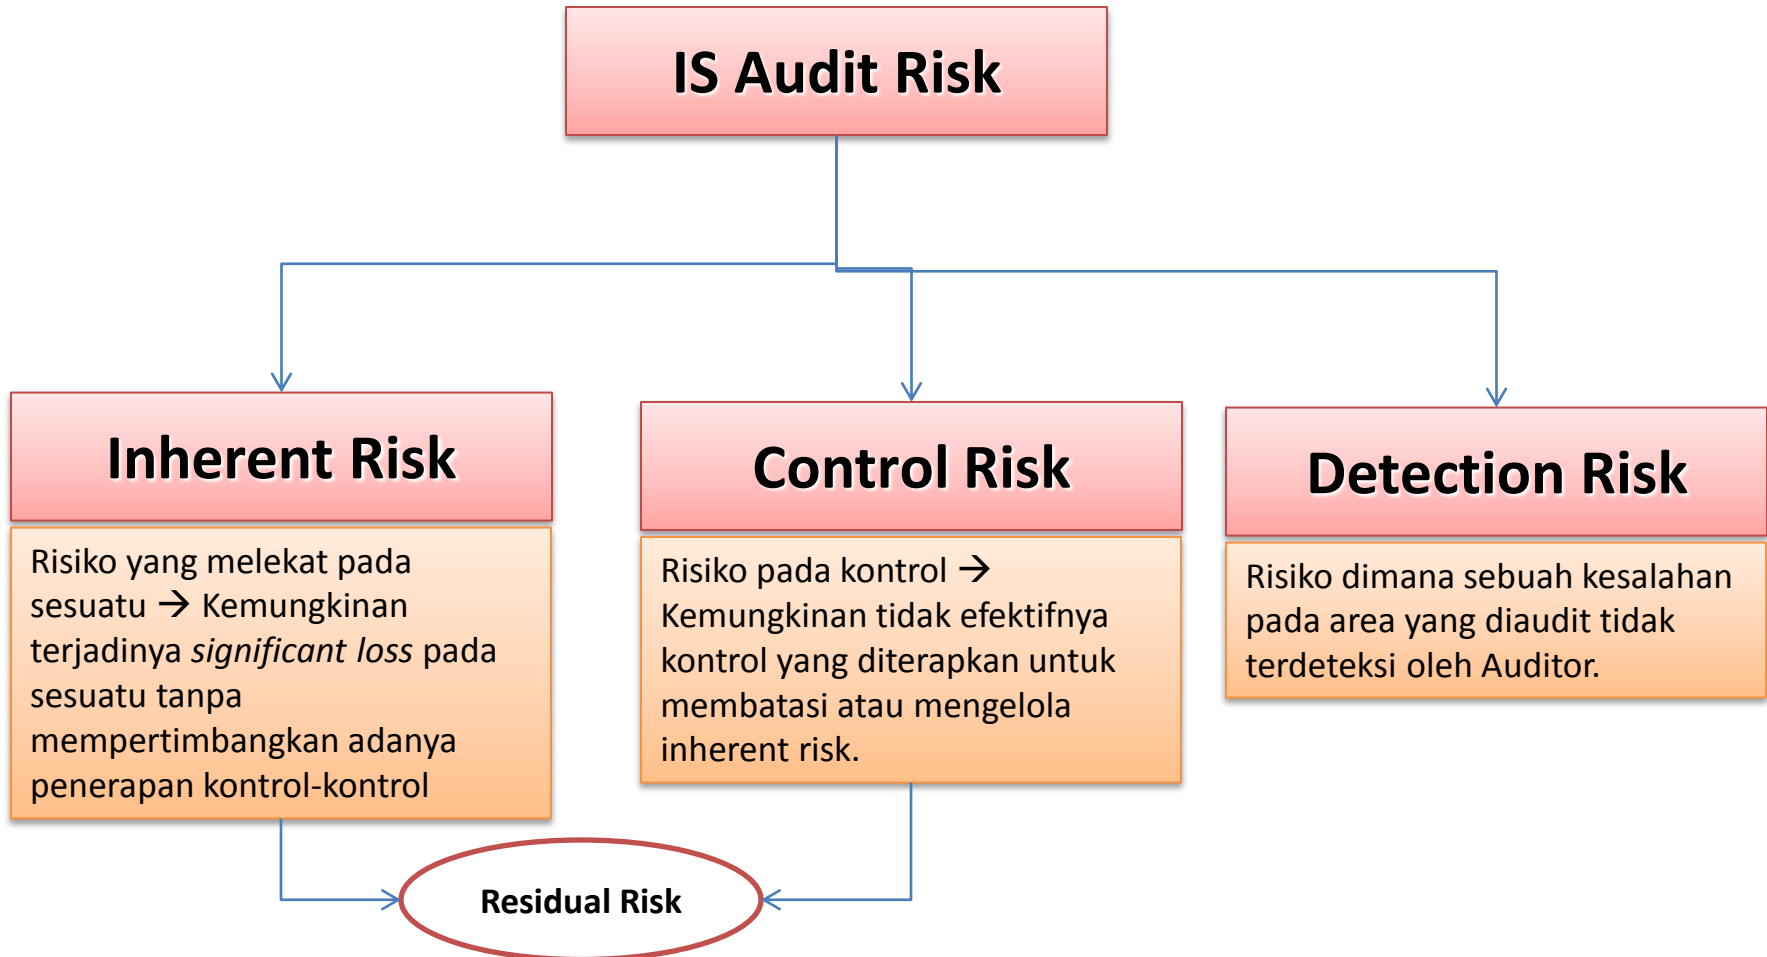 IS Audit Risk
Inherent Risk
Risiko yang melekat pada
sesuatu → Kemungkinan
terjadinya significant loss pada
sesuatu tanpa
mempertimbangkan adanya
penerapan kontrol-kontrol
Control Risk
Risiko pada kontrol →
Kemungkinan tidak efektifnya
kontrol yang diterapkan untuk
membatasi atau mengelola
inherent risk.
Detection Risk
Risiko dimana sebuah kesalahan
pada area yang diaudit tidak
terdeteksi oleh Auditor.
Residual Risk